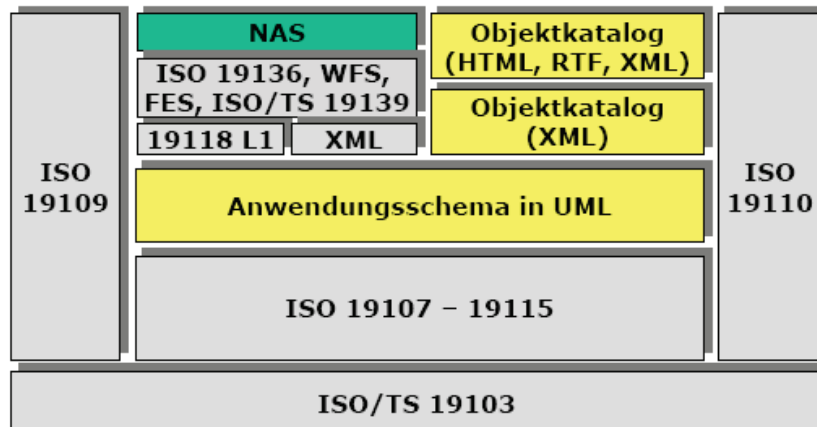 NAS
Objektkatalog
(HTML, RTF, XML)
ISO 19136, WFS,
FES, ISO/TS 19139
19118 L1
XML
Objektkatalog
(XML)
ISO
19109
ISO
19110
Anwendungsschema in UML
ISO 19107 – 19115
ISO/TS 19103